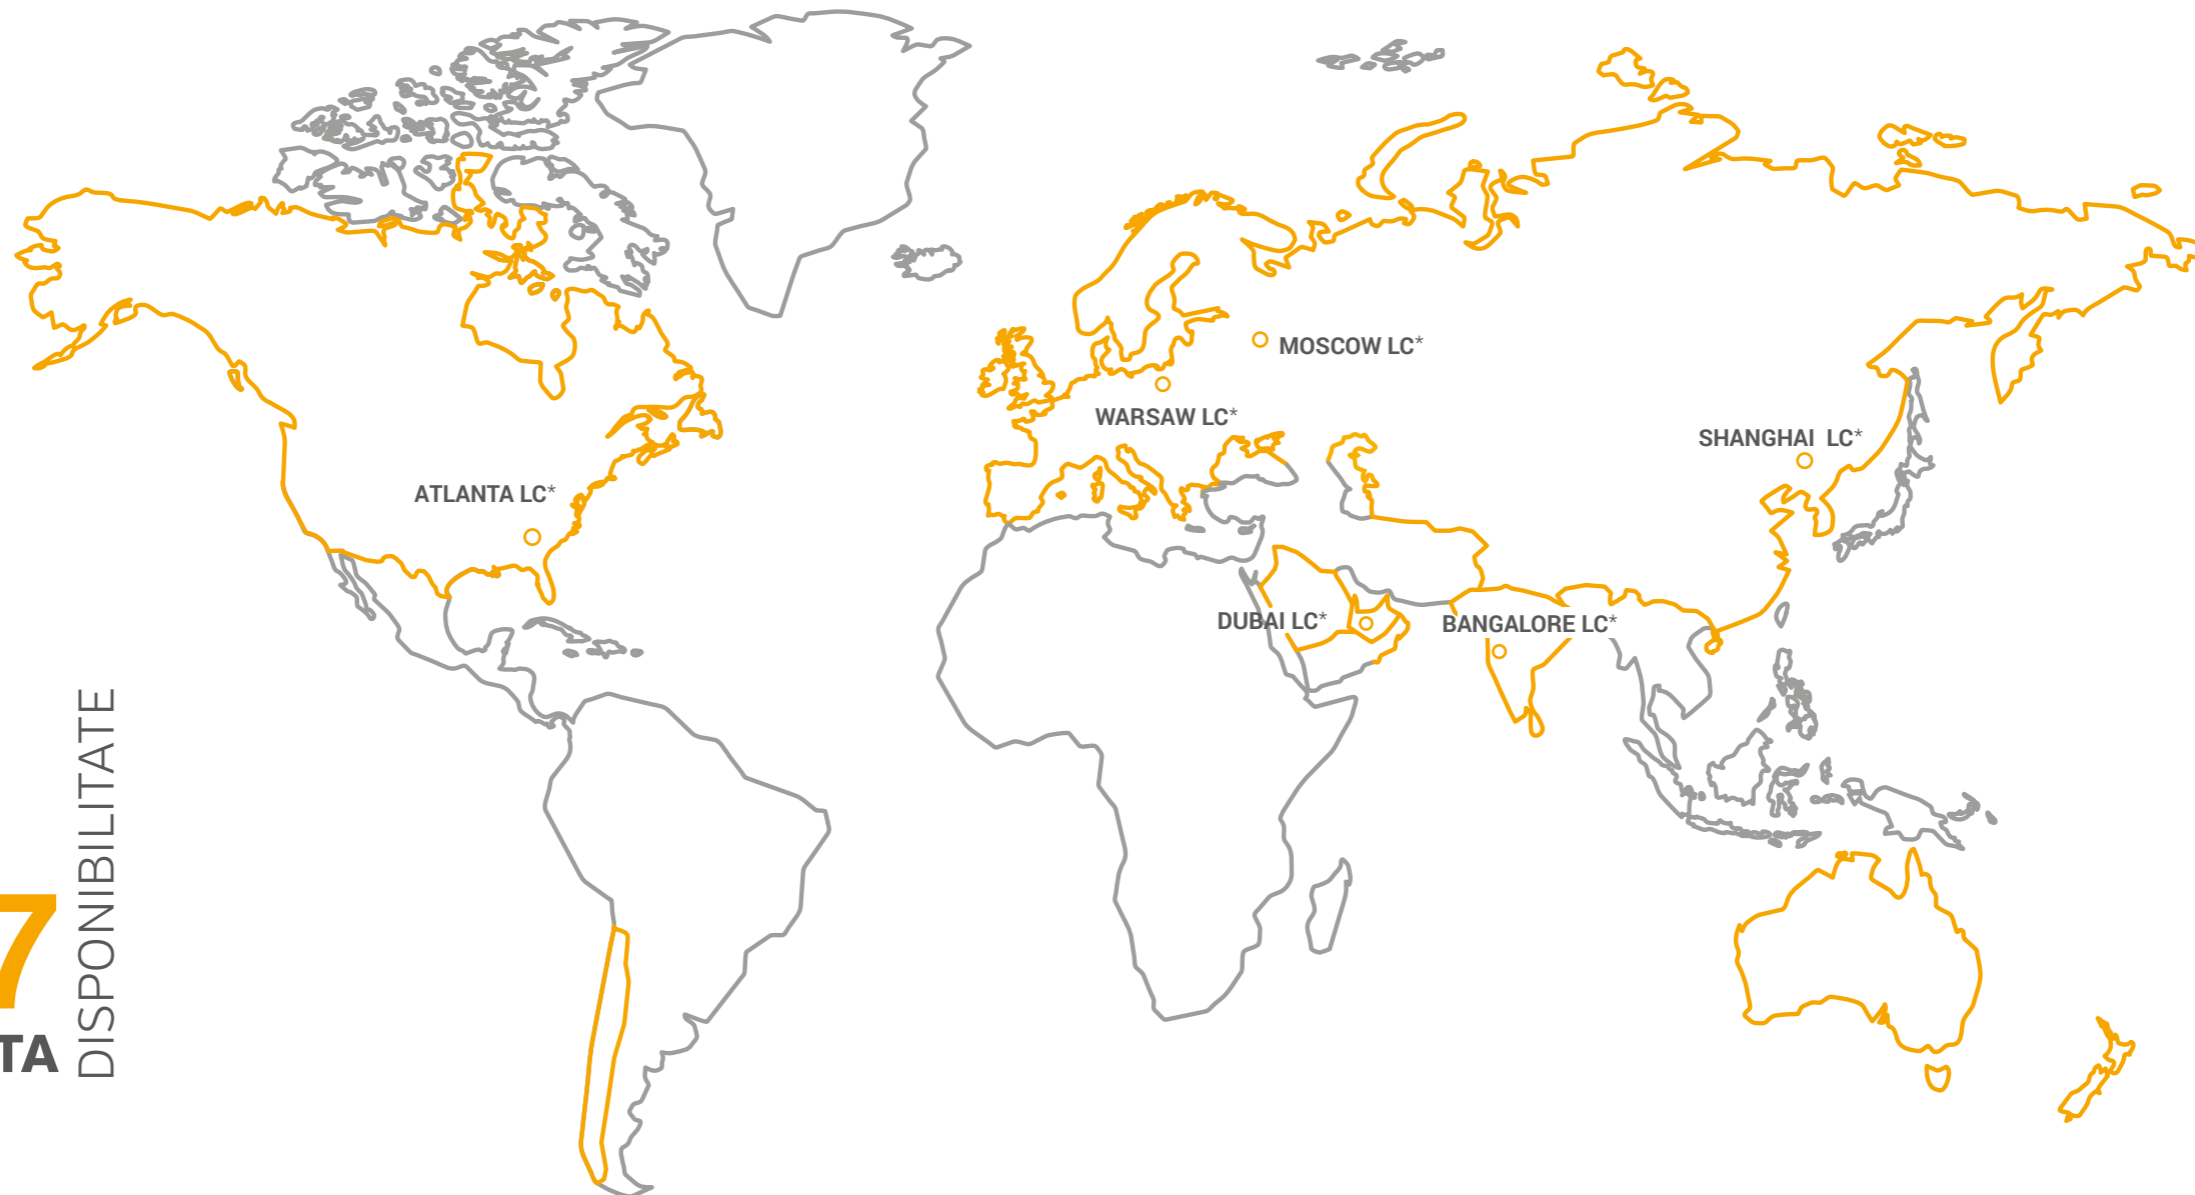 MOSCOW LC*
WARSAW LC*
SHANGHAI LC*
ATLANTA LC*
DUBAI LC*
BANGALORE LC*
7
TA
DISPONIBILITATE